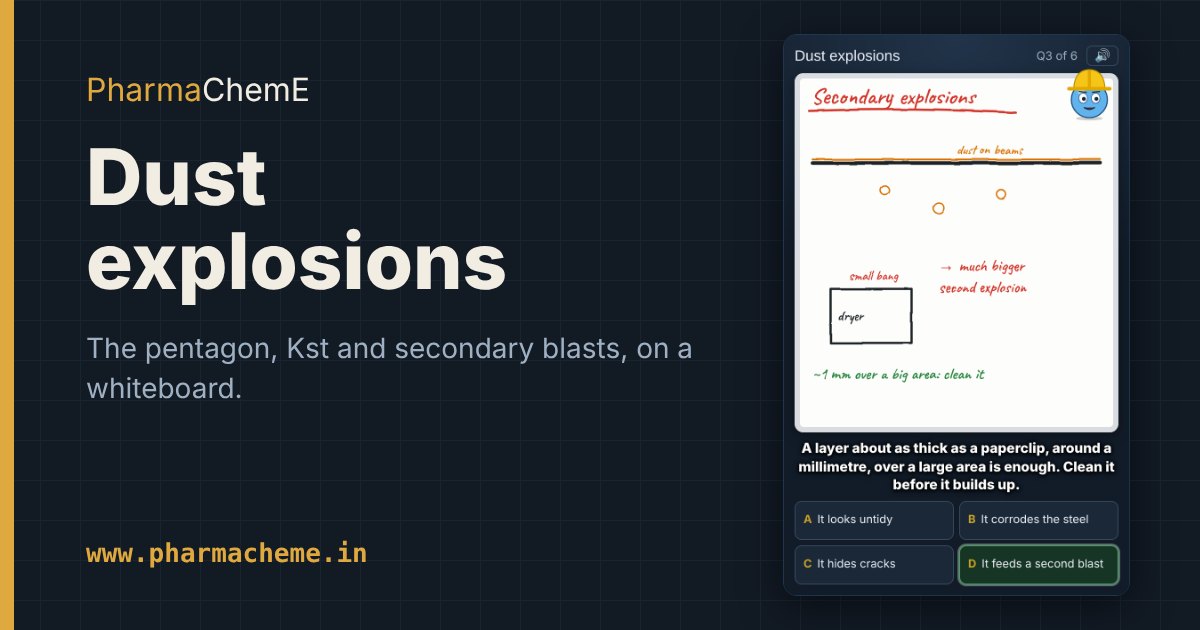 PharmaChemE
Dust
explosions
The pentagon, Kst and secondary blasts, on a
whiteboard.
www.pharmacheme.in
Dust explosions
Q3 of 6
Secondary explosions
dust on beams
small bang
→ much bigger
second explosion
dryer
~1 mm over a big area: clean it
A layer about as thick as a paperclip, around a
millimetre, over a large area is enough. Clean it
before it builds up.
A It looks untidy
B It corrodes the steel
C It hides cracks
D It feeds a second blast